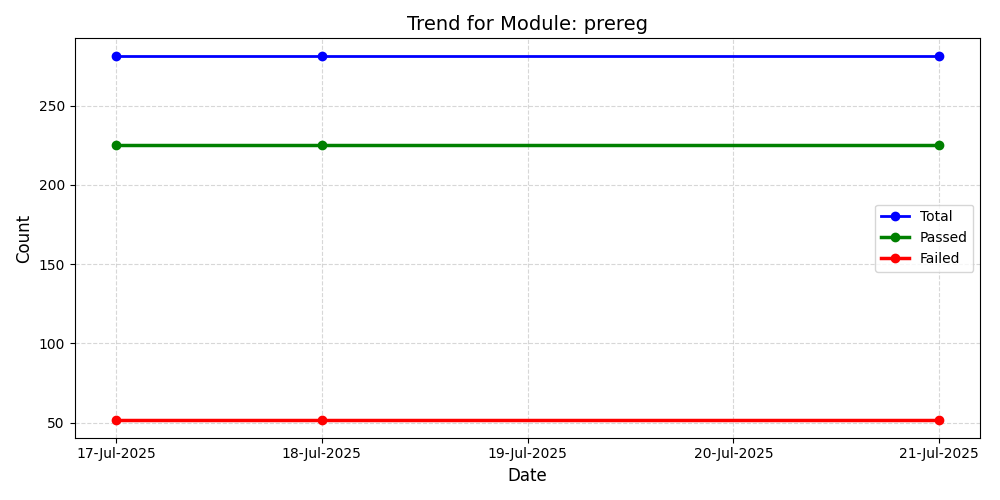 Trend for Module: prereg
250
200
150
100
50
Count
Total
Passed
Failed
17-Jul-2025
18-Jul-2025
19-Jul-2025
20-Jul-2025
21-Jul-2025
Date